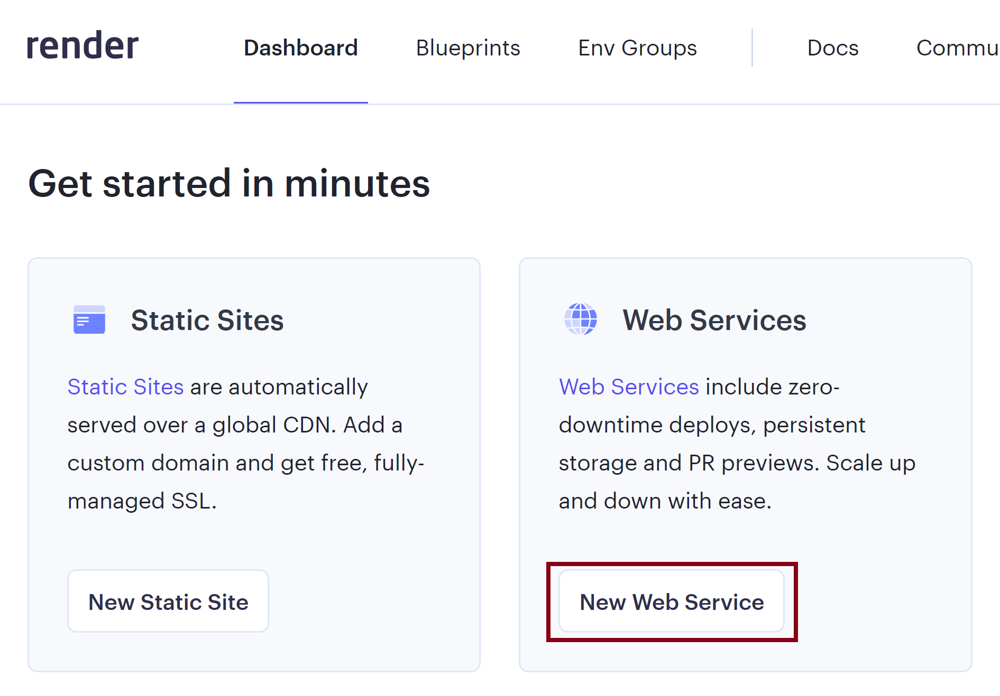 render
Dashboard
Blueprints
Env Groups
Docs
Commu
Get started in minutes
Static Sites
Static Sites are automatically
served over a global CDN. Add a
custom domain and get free, fully-
managed SSL.
New Static Site
Web Services
Web Services include zero-
downtime deploys, persistent
storage and PR previews. Scale up
and down with ease.
New Web Service